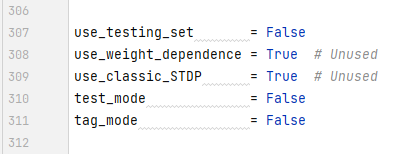 306
307 use_testing_set       = False
308 use_weight_dependence = True  # Unused
309 use_classic_STDP      = True  # Unused
310 test_mode             = False
311 tag_mode              = False
312